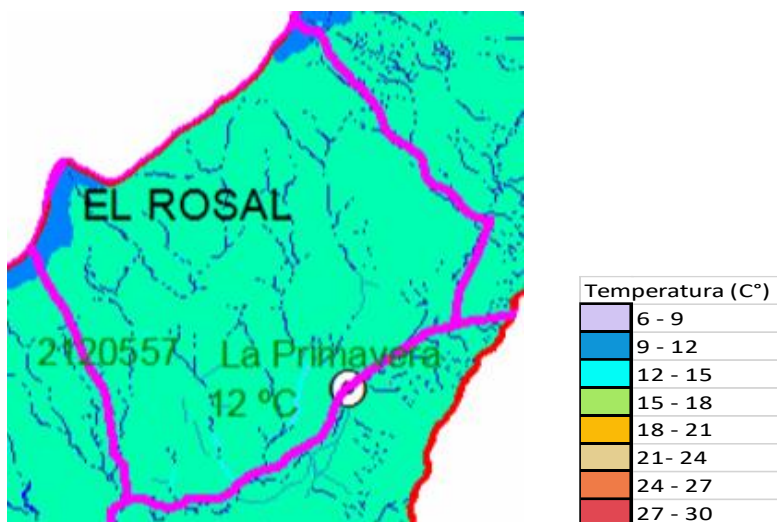 EL ROSAL
2120557
La Primavera
12 ºC
Temperatura (C°)
6 - 9
9 - 12
12 - 15
15 - 18
18 - 21
21- 24
24 - 27
27 - 30